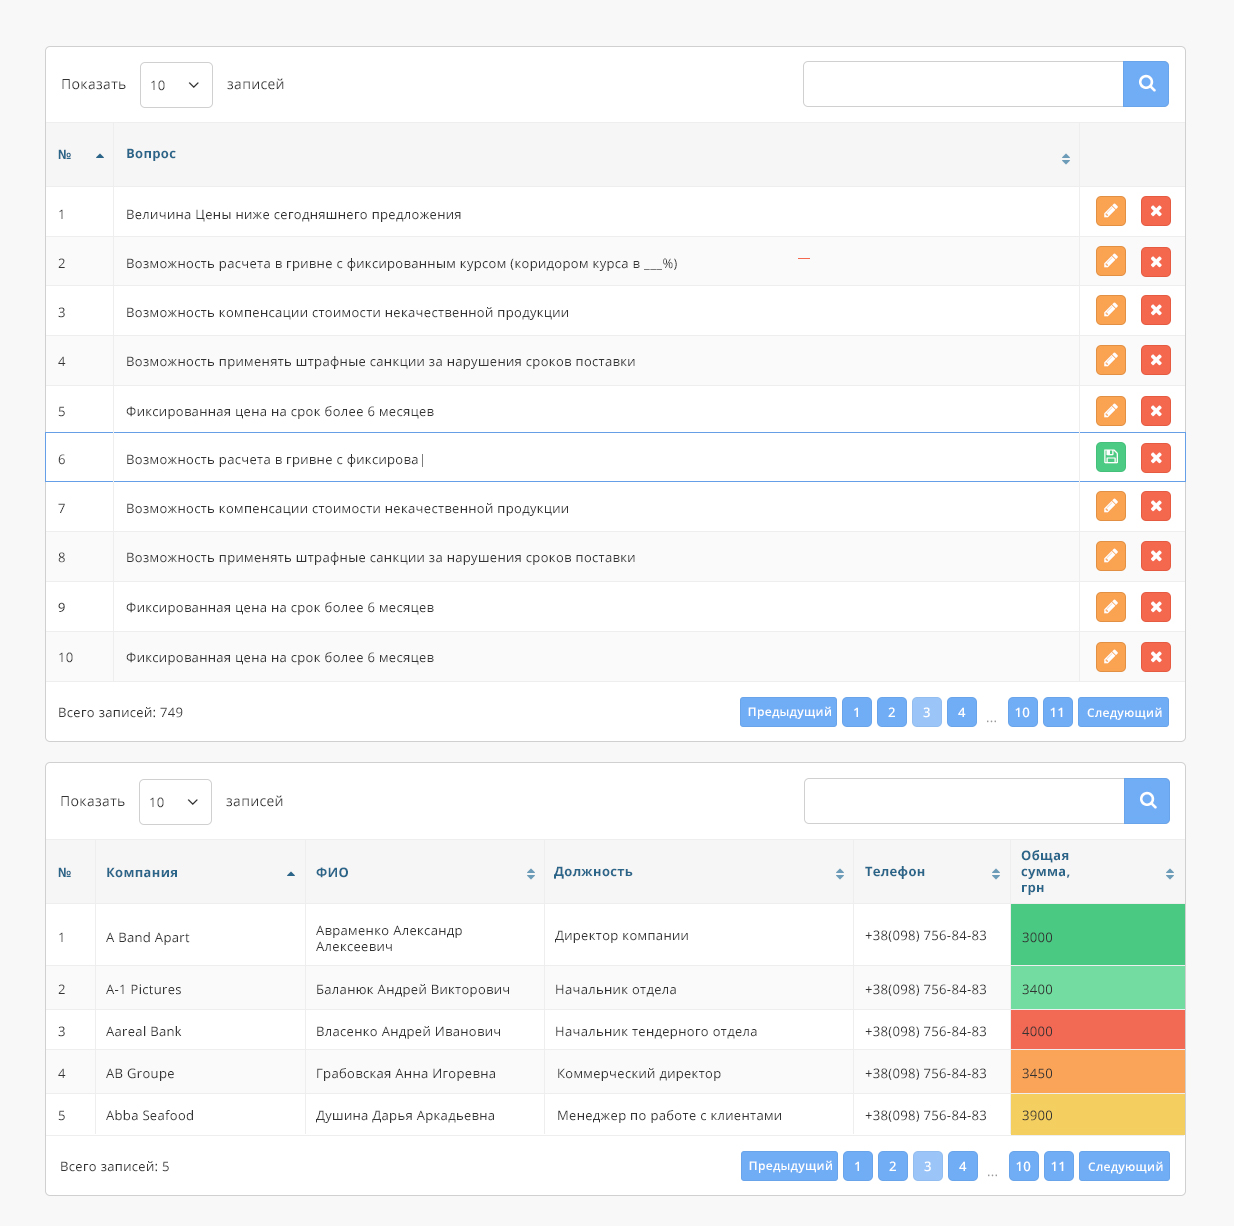 Показать 10 записей
№ Вопрос
1 Величина Цены ниже сегодняшнего предложения
2 Возможность расчета в гривне с фиксированным курсом (коридором курса в ___%)
3 Возможность компенсации стоимости некачественной продукции
4 Возможность применять штрафные санкции за нарушения сроков поставки
5 Фиксированная цена на срок более 6 месяцев
6 Возможность расчета в гривне с фиксирова|
7 Возможность компенсации стоимости некачественной продукции
8 Возможность применять штрафные санкции за нарушения сроков поставки
9 Фиксированная цена на срок более 6 месяцев
10 Фиксированная цена на срок более 6 месяцев
Всего записей: 749 Предыдущий 1 2 3 4 ... 10 11 Следующий
Показать 10 записей
№ Компания ФИО Должность Телефон Общая
сумма,
грн
1 A Band Apart Авраменко Александр
Алексеевич Директор компании +38(098) 756-84-83 3000
2 A-1 Pictures Баланюк Андрей Викторович Начальник отдела +38(098) 756-84-83 3400
3 Aareal Bank Власенко Андрей Иванович Начальник тендерного отдела +38(098) 756-84-83 4000
4 AB Groupe Грабовская Анна Игоревна Коммерческий директор +38(098) 756-84-83 3450
5 Abba Seafood Душина Дарья Аркадьевна Менеджер по работе с клиентами +38(098) 756-84-83 3900
Всего записей: 5 Предыдущий 1 2 3 4 ... 10 11 Следующий